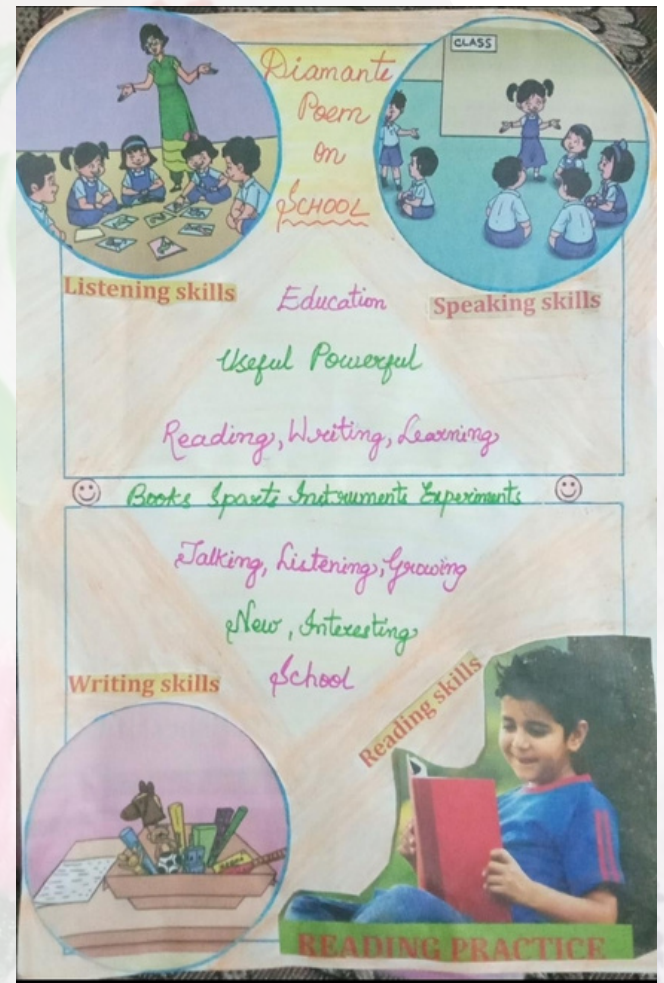 CLASS
Diamante
Poem
on
SCHOOL
Listening skills
Speaking skills
Education
Useful Powerful
Reading, Writing, Learning
Books Sports Instruments Experiments
Talking, Listening, Growing
New, Interesting
School
Writing skills
Reading skills
READING PRACTICE